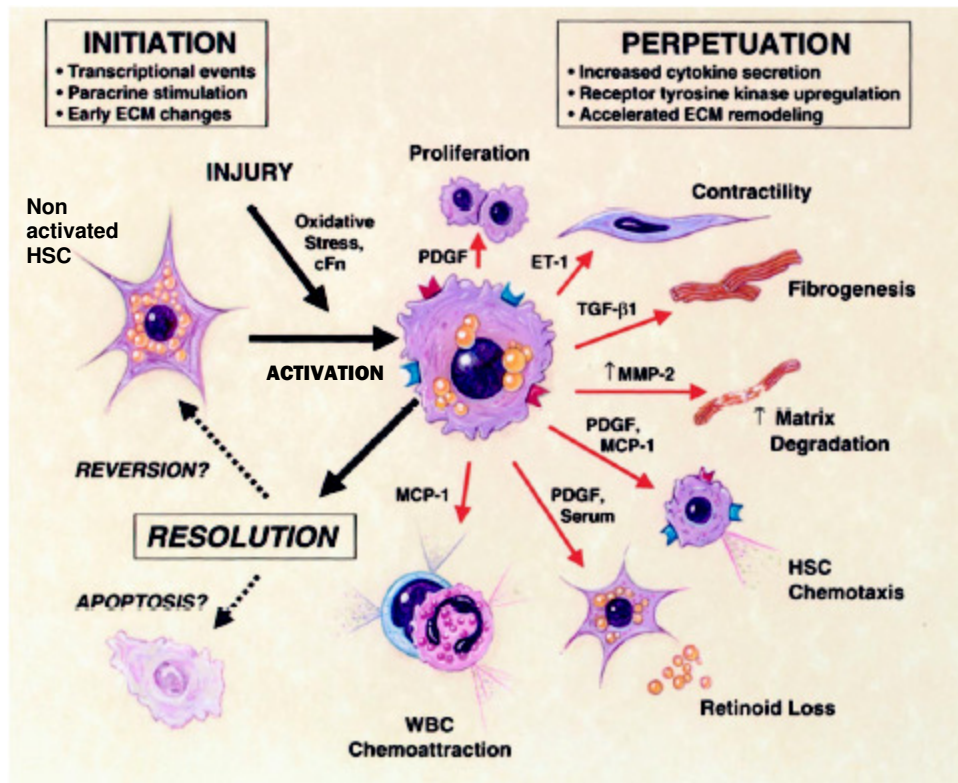 INITIATION
• Transcriptional events
• Paracrine stimulation
• Early ECM changes
PERPETUATION
• Increased cytokine secretion
• Receptor tyrosine kinase upregulation
• Accelerated ECM remodeling
INJURY
Non
activated
HSC
Oxidative
Stress,
cFn
ACTIVATION
Proliferation
PDGF
Contractility
ET-1
Fibrogenesis
TGF-β1
↑MMP-2
↑ Matrix
Degradation
PDGF,
MCP-1
HSC
Chemotaxis
PDGF,
Serum
Retinoid Loss
MCP-1
WBC
Chemoattraction
REVERSION?
RESOLUTION
APOPTOSIS?